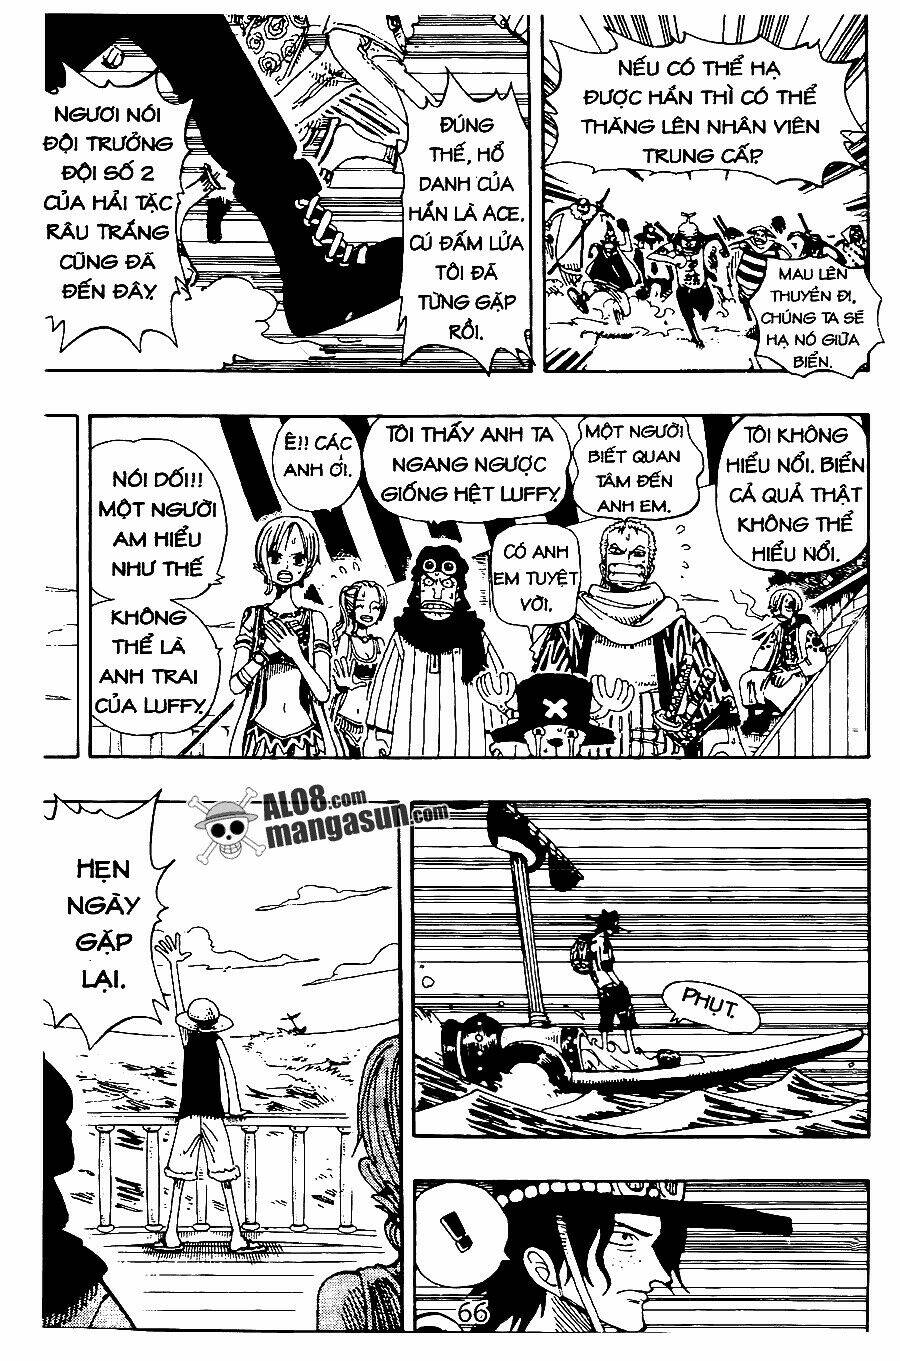 NẾU CÓ THỂ HẠ
ĐƯỢC HẮN THÌ CÓ THỂ
THĂNG LÊN NHÂN VIÊN
TRUNG CẤP.
MAU LÊN
THUYỀN ĐI,
CHÚNG TA SẼ
HẠ NÓ GIỮA
BIỂN.
ĐÚNG
THẾ, HỔ
DANH CỦA
HẮN LÀ ACE,
CÚ ĐẤM LỬA
TÔI ĐÃ
TỪNG GẶP
RỒI.
NGƯƠI NÓI
ĐỘI TRƯỞNG
ĐỘI SỐ 2
CỦA HẢI TẶC
RÂU TRẮNG
CŨNG ĐÃ
ĐẾN ĐÂY.
TÔI KHÔNG
HIỂU NỔI. BIỂN
CẢ QUẢ THẬT
KHÔNG THỂ
HIỂU NỔI.
MỘT NGƯỜI
BIẾT QUAN
TÂM ĐẾN
ANH EM.
CÓ ANH
EM TUYỆT
VỜI.
TÔI THẤY ANH TA
NGANG NGƯỢC
GIỐNG HỆT LUFFY.
Ê!! CÁC
ANH ƠI.
NÓI DỐI!!!
MỘT NGƯỜI
AM HIỂU
NHƯ THẾ
KHÔNG
THỂ LÀ
ANH TRAI
CỦA LUFFY.
PHỤT.
!
HẸN
NGÀY
GẶP
LẠI.
ALO8.com
mangasun.com
66